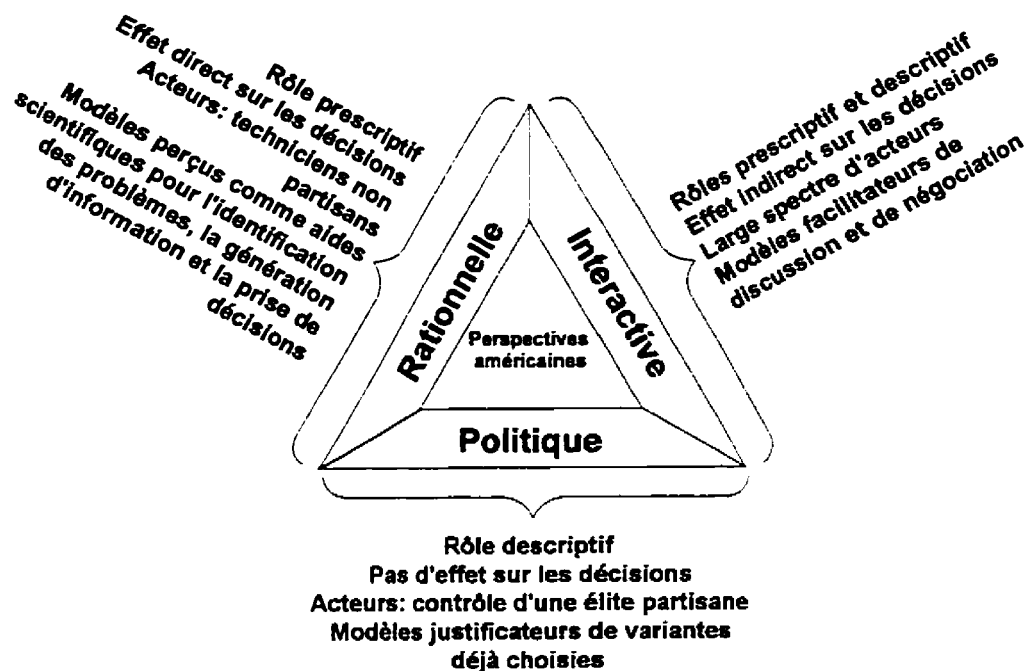 Rôle prescriptif
Effet direct sur les décisions
Acteurs: techniciens non
partisans
Modèles perçus comme aides
scientifiques pour l'identification
des problèmes, la génération
d'information et la prise de
décisions
Rôles prescriptif et descriptif
Effet indirect sur les décisions
Large spectre d'acteurs
Modèles facilitateurs de
discussion et de négociation
Rationnelle
Interactive
Perspectives
américaines
Politique
Rôle descriptif
Pas d'effet sur les décisions
Acteurs: contrôle d'une élite partisane
Modèles justificateurs de variantes
déjà choisies